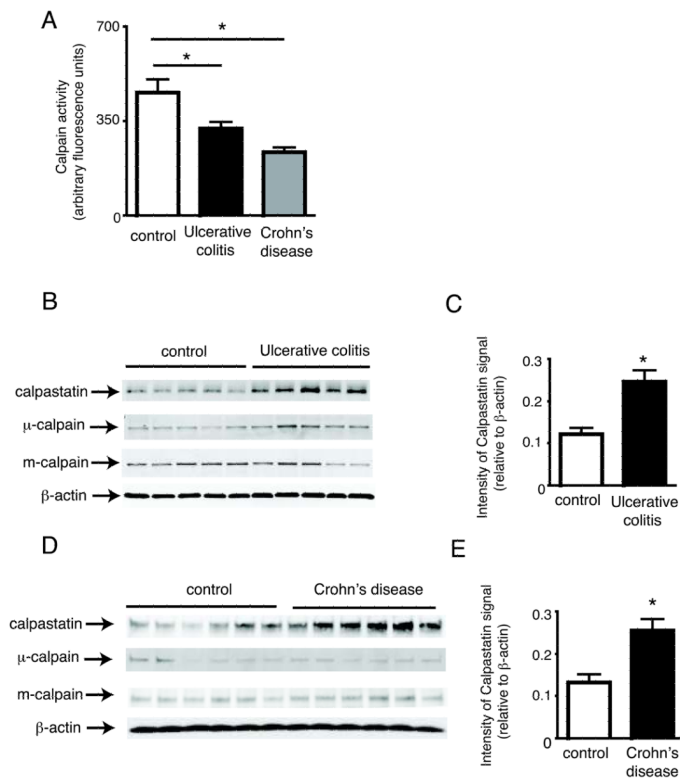 A
700
*
*
350
0
Calpain activity
(arbitrary fluorescence units)
control
Ulcerative
colitis
Crohn's
disease
B
control
Ulcerative colitis
calpastatin
μ-calpain
m-calpain
β-actin
C
0.3
0.2
0.1
0
Intensity of Calpastatin signal
(relative to β-actin)
*
control
Ulcerative
colitis
D
control
Crohn's disease
calpastatin
μ-calpain
m-calpain
β-actin
E
0.3
0.2
0.1
0
Intensity of Calpastatin signal
(relative to β-actin)
*
control
Crohn's
disease